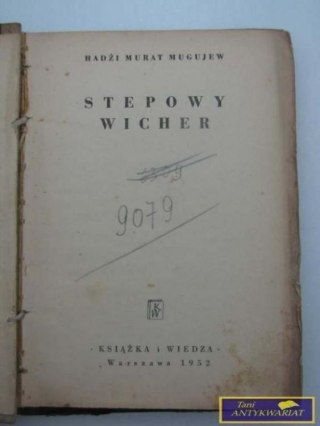 HADŻI MURAT MUGUJEW
STEPOWY
WICHER
9079
KW
· KSIĄŻKA i WIEDZA ·
Warszawa 1952
Tani
ANTYKWARIAT